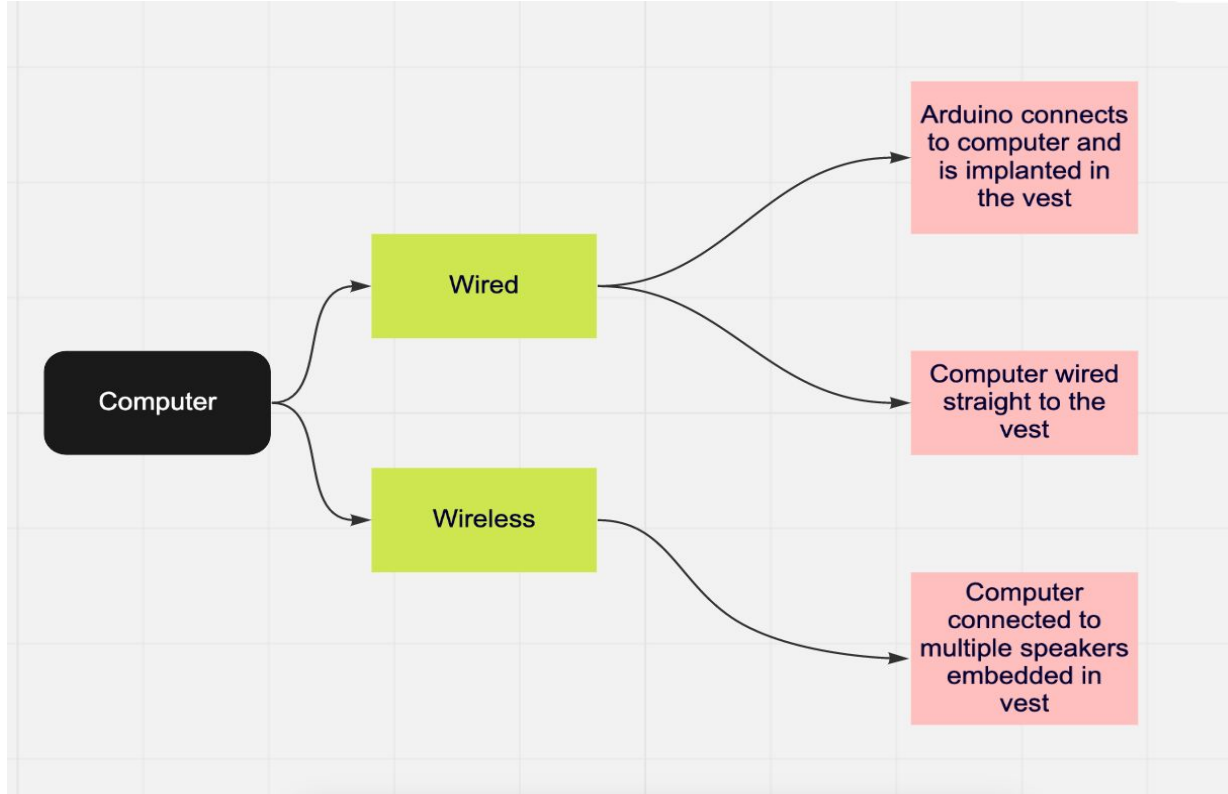 Computer
Wired
Wireless
Arduino connects
to computer and
is implanted in
the vest
Computer wired
straight to the
vest
Computer
connected to
multiple speakers
embedded in
vest